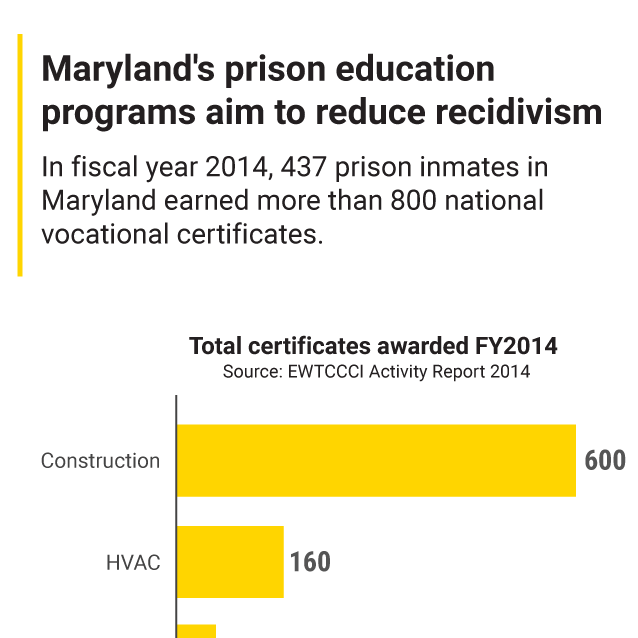 Maryland's prison education
programs aim to reduce recidivism
In fiscal year 2014, 437 prison inmates in
Maryland earned more than 800 national
vocational certificates.
Total certificates awarded FY2014
Source: EWTCCCI Activity Report 2014
Construction 600
HVAC 160